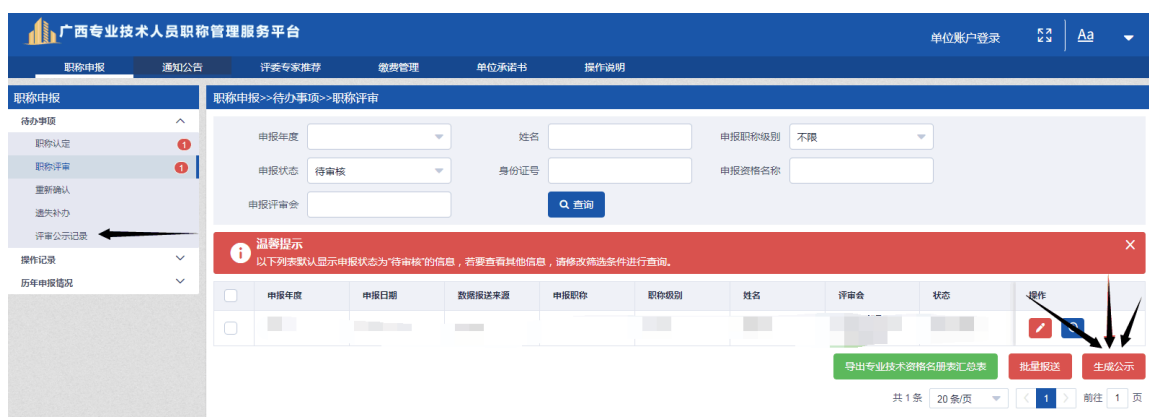 广西专业技术人员职称管理服务平台
单位账户登录 Aa
职称申报 通知公告 评委专家推荐 缴费管理 单位承诺书 操作说明
职称申报 职称申报>>待办事项>>职称评审
待办事项
职称认定 1
职称评审 1
重新确认
遗失补办
评审公示记录
操作记录
历年申报情况
申报年度 姓名 申报职称级别 不限
申报状态 待审核 身份证号 申报资格名称
申报评审会 查询
温馨提示
以下列表默认显示申报状态为“待审核”的信息，若要查看其他信息，请修改筛选条件进行查询。
申报年度 申报日期 数据报送来源 申报职称 职称级别 姓名 评审会 状态 操作
导出专业技术资格名册表汇总表 批量报送 生成公示
共 1 条 20 条/页 1 前往 1 页